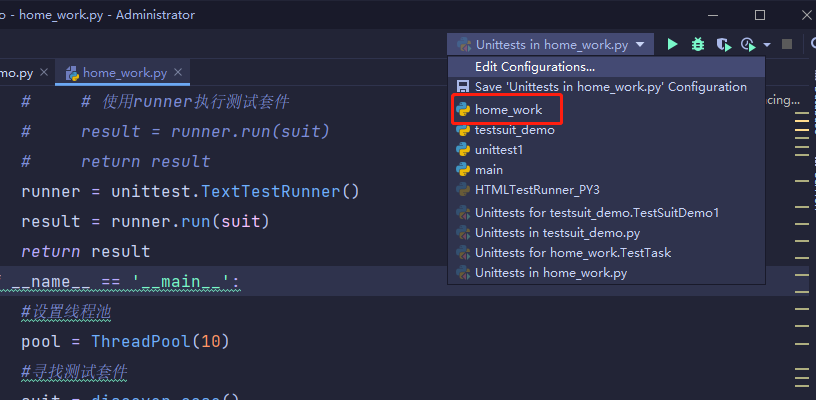 o - home_work.py - Administrator
Unittests in home_work.py
mo.py
home_work.py
Edit Configurations...
Save 'Unittests in home_work.py' Configuration
home_work
testsuit_demo
unittest1
main
HTMLTestRunner_PY3
Unittests for testsuit_demo.TestSuitDemo1
Unittests in testsuit_demo.py
Unittests for home_work.TestTask
Unittests in home_work.py
cing...
#     # 使用runner执行测试套件
#     result = runner.run(suit)
#     return result
runner = unittest.TextTestRunner()
result = runner.run(suit)
return result
__name__ == '__main__':
#设置线程池
pool = ThreadPool(10)
#寻找测试套件
suit = discover_case()